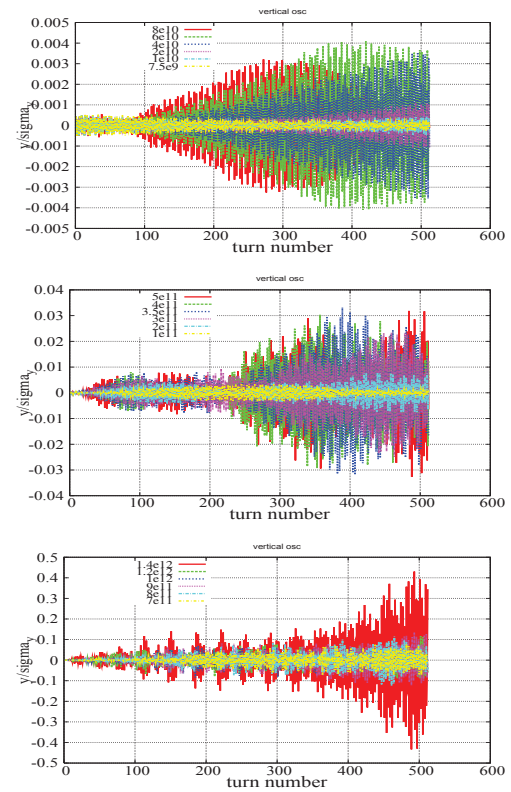 vertical osc
8e10
6e10
4e10
2e10
1e10
7.5e9
0.005
0.004
0.003
0.002
0.001
0
-0.001
-0.002
-0.003
-0.004
-0.005
y/sigma_y
0 100 200 300 400 500 600
turn number
vertical osc
5e11
4e11
3.5e11
3e11
2e11
1e11
0.04
0.03
0.02
0.01
0
-0.01
-0.02
-0.03
-0.04
y/sigma_y
0 100 200 300 400 500 600
turn number
vertical osc
1.4e12
1.2e12
1e12
9e11
8e11
7e11
0.5
0.4
0.3
0.2
0.1
0
-0.1
-0.2
-0.3
-0.4
-0.5
y/sigma_y
0 100 200 300 400 500 600
turn number